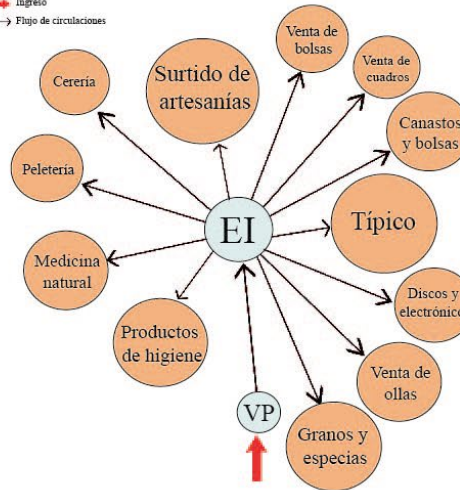 Ingreso
Flujo de circulaciones
Venta de
bolsas
Surtido de
artesanías
Venta de
cuadros
Cerería
Canastos
y bolsas
Peletería
Típico
EI
Medicina
natural
Discos y
electrónico
Productos
de higiene
Venta de
ollas
VP
Granos y
especias